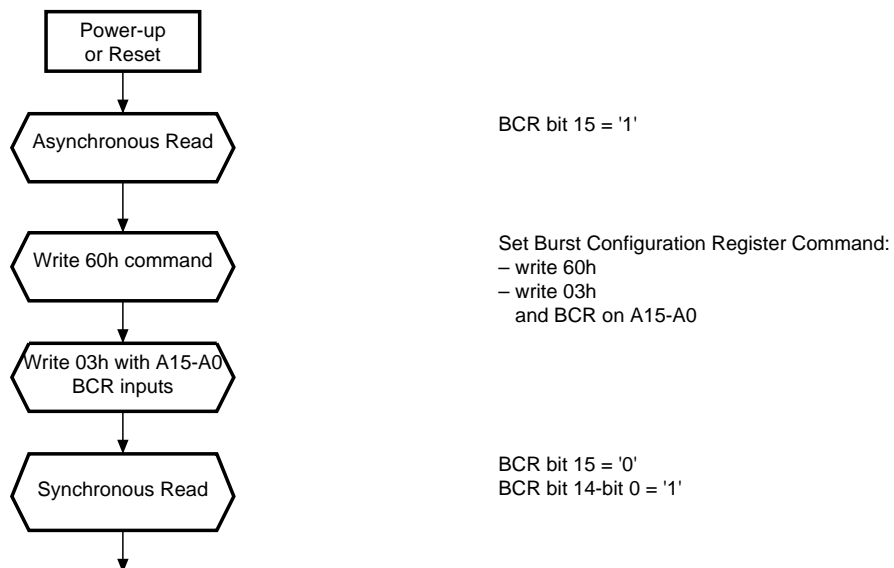 Power-up
or Reset
Asynchronous Read
BCR bit 15 = '1'
Write 60h command
Set Burst Configuration Register Command:
– write 60h
– write 03h
and BCR on A15-A0
Write 03h with A15-A0
BCR inputs
Synchronous Read
BCR bit 15 = '0'
BCR bit 14-bit 0 = '1'